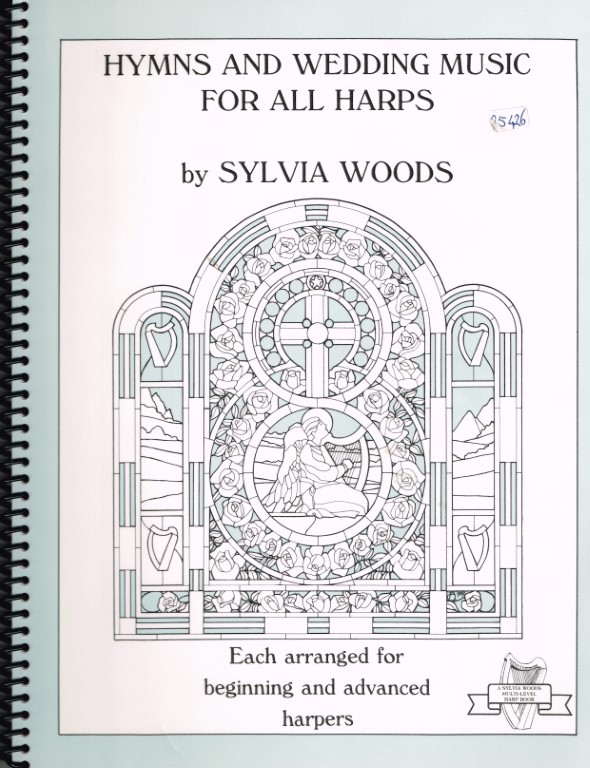 HYMNS AND WEDDING MUSIC
FOR ALL HARPS
by SYLVIA WOODS
Each arranged for
beginning and advanced
harpers
A SYLVIA WOODS
MULTI-LEVEL
HARP BOOK